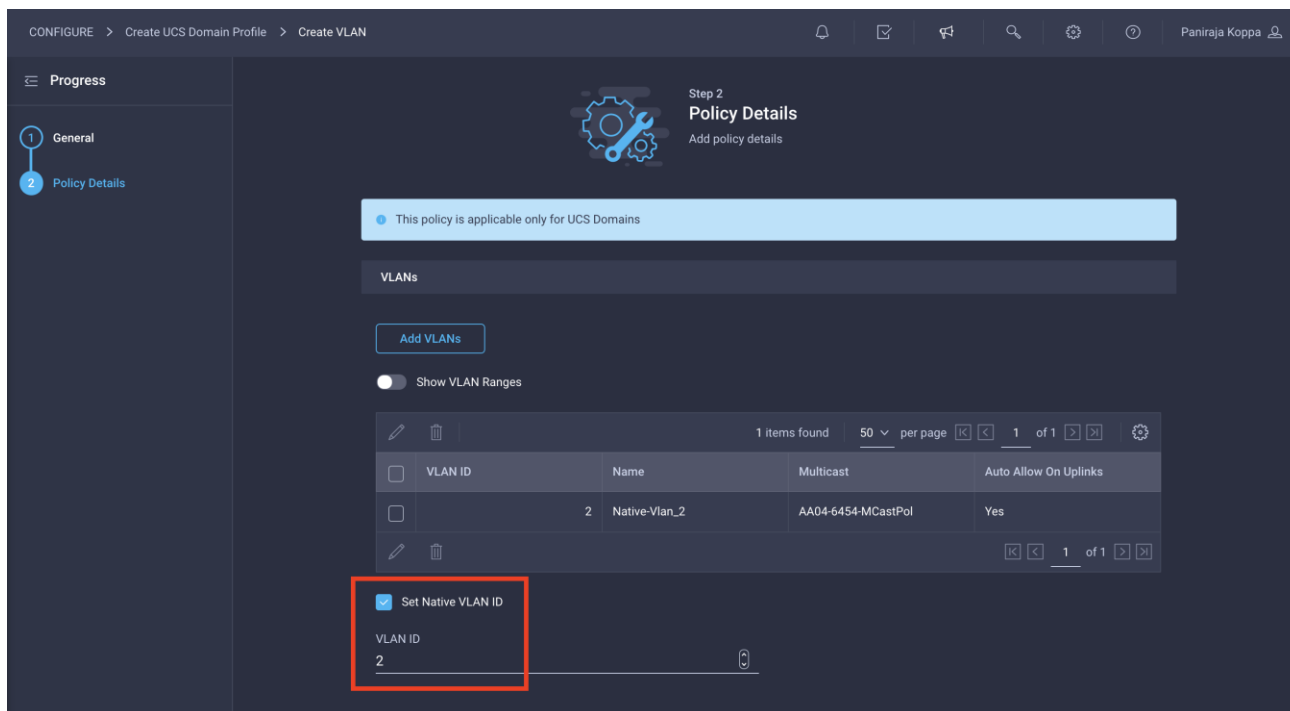 CONFIGURE > Create UCS Domain Profile > Create VLAN
Paniraja Koppa
Progress
1 General
2 Policy Details
Step 2
Policy Details
Add policy details
This policy is applicable only for UCS Domains
VLANs
Add VLANs
Show VLAN Ranges
1 items found 50 per page 1 of 1
VLAN ID Name Multicast Auto Allow On Uplinks
2 Native-Vlan_2 AA04-6454-MCastPol Yes
1 of 1
Set Native VLAN ID
VLAN ID
2